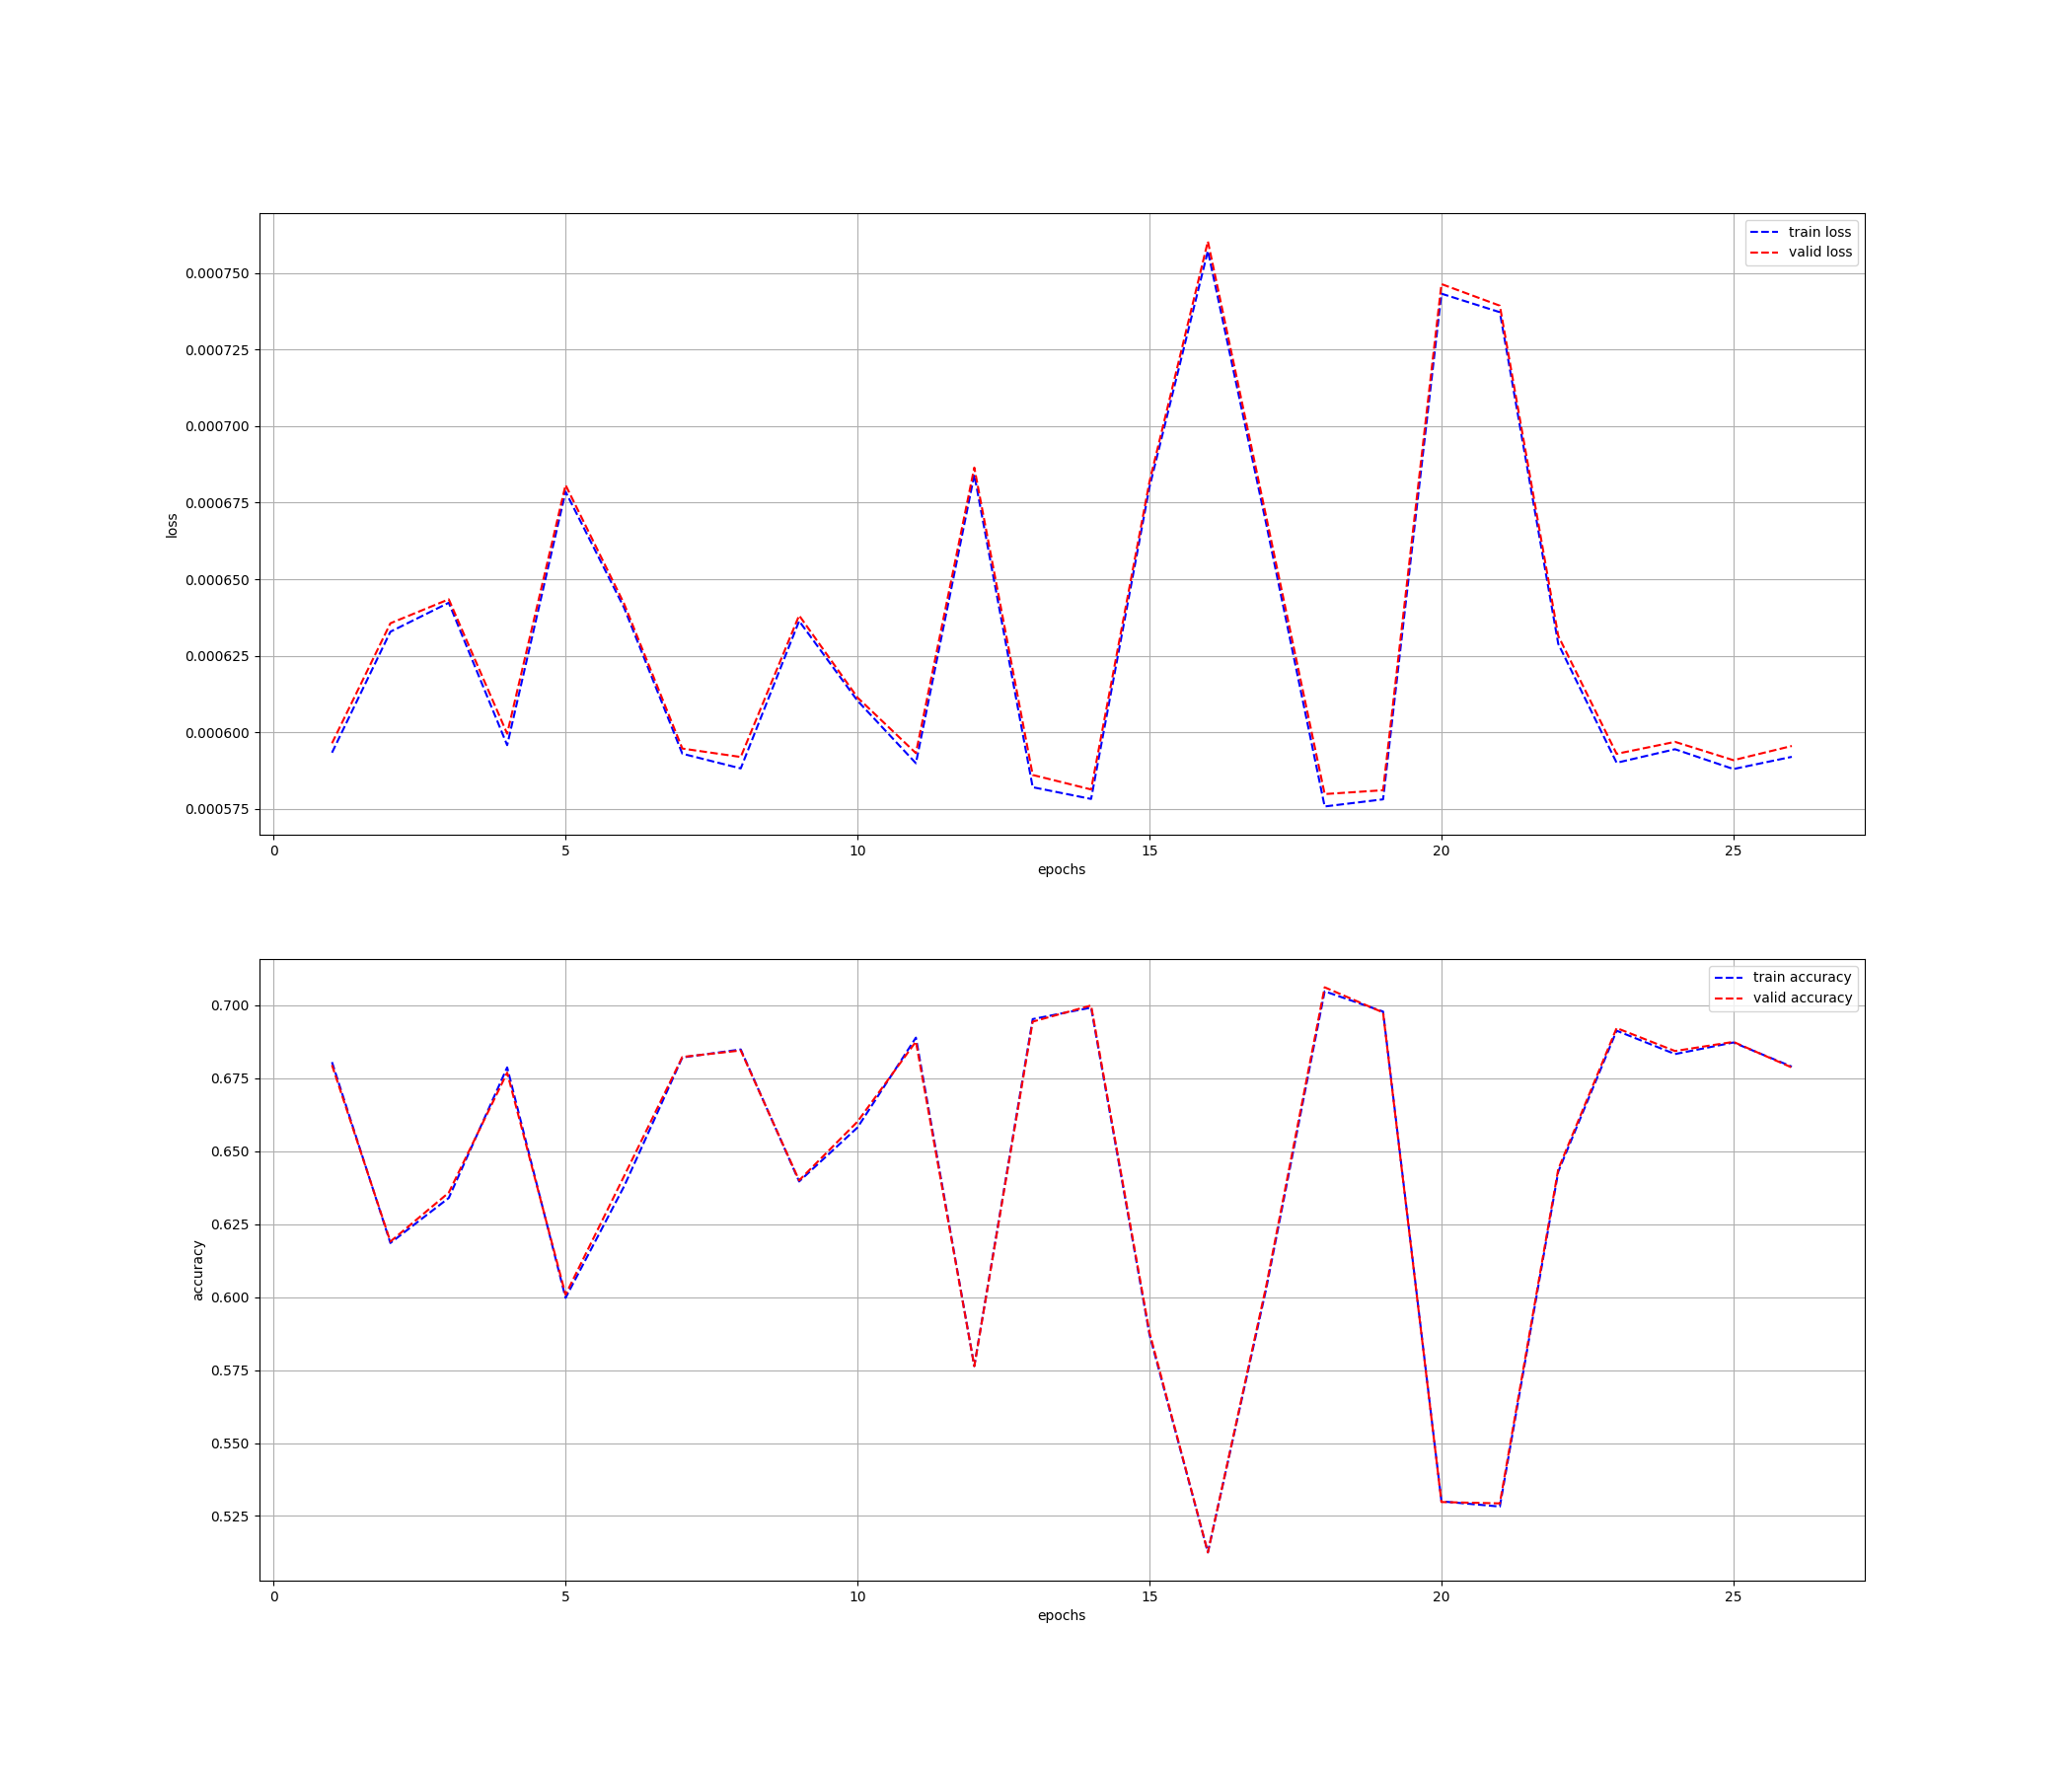 train loss
valid loss
0.000750
0.000725
0.000700
0.000675
0.000650
0.000625
0.000600
0.000575
loss
0 5 10 15 20 25
epochs
train accuracy
valid accuracy
0.700
0.675
0.650
0.625
0.600
0.575
0.550
0.525
accuracy
0 5 10 15 20 25
epochs